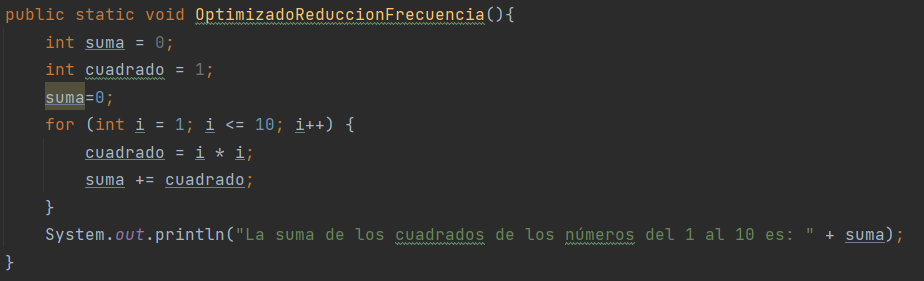 public static void OptimizadoReduccionFrecuencia(){
    int suma = 0;
    int cuadrado = 1;
    suma=0;
    for (int i = 1; i <= 10; i++) {
        cuadrado = i * i;
        suma += cuadrado;
    }
    System.out.println("La suma de los cuadrados de los números del 1 al 10 es: " + suma);
}